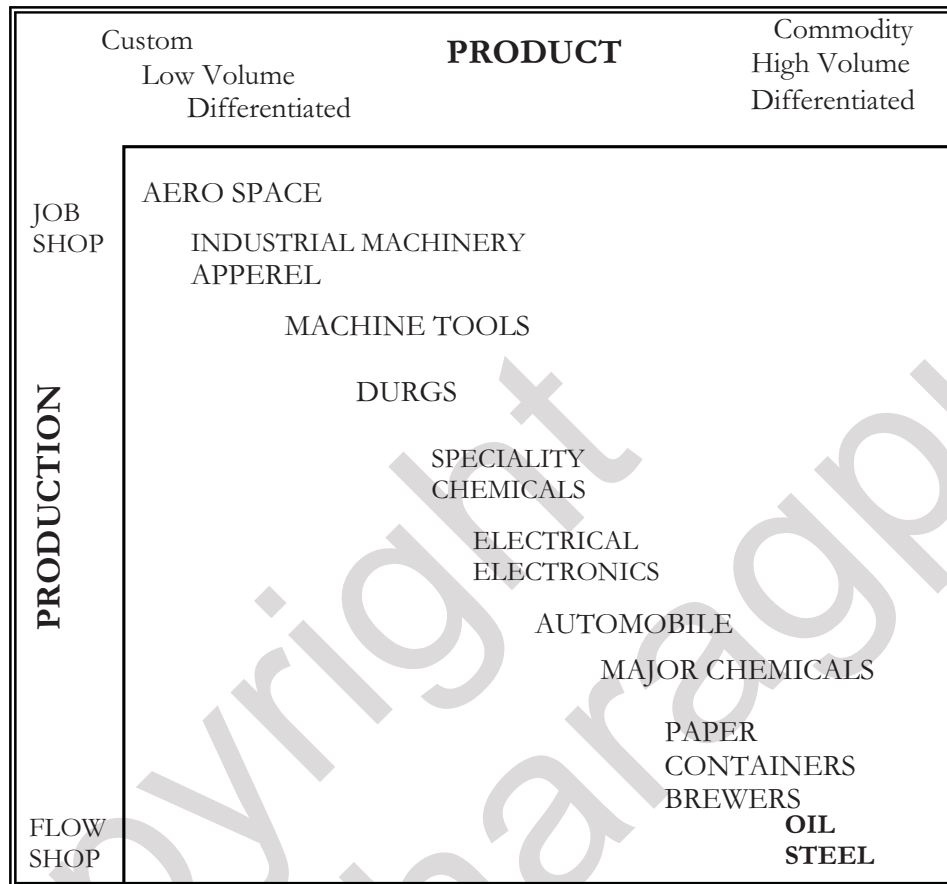 Custom
Low Volume
Differentiated
PRODUCT
Commodity
High Volume
Differentiated
JOB
SHOP
PRODUCTION
FLOW
SHOP
AERO SPACE
INDUSTRIAL MACHINERY
APPEREL
MACHINE TOOLS
DURGS
SPECIALITY
CHEMICALS
ELECTRICAL
ELECTRONICS
AUTOMOBILE
MAJOR CHEMICALS
PAPER
CONTAINERS
BREWERS
OIL
STEEL